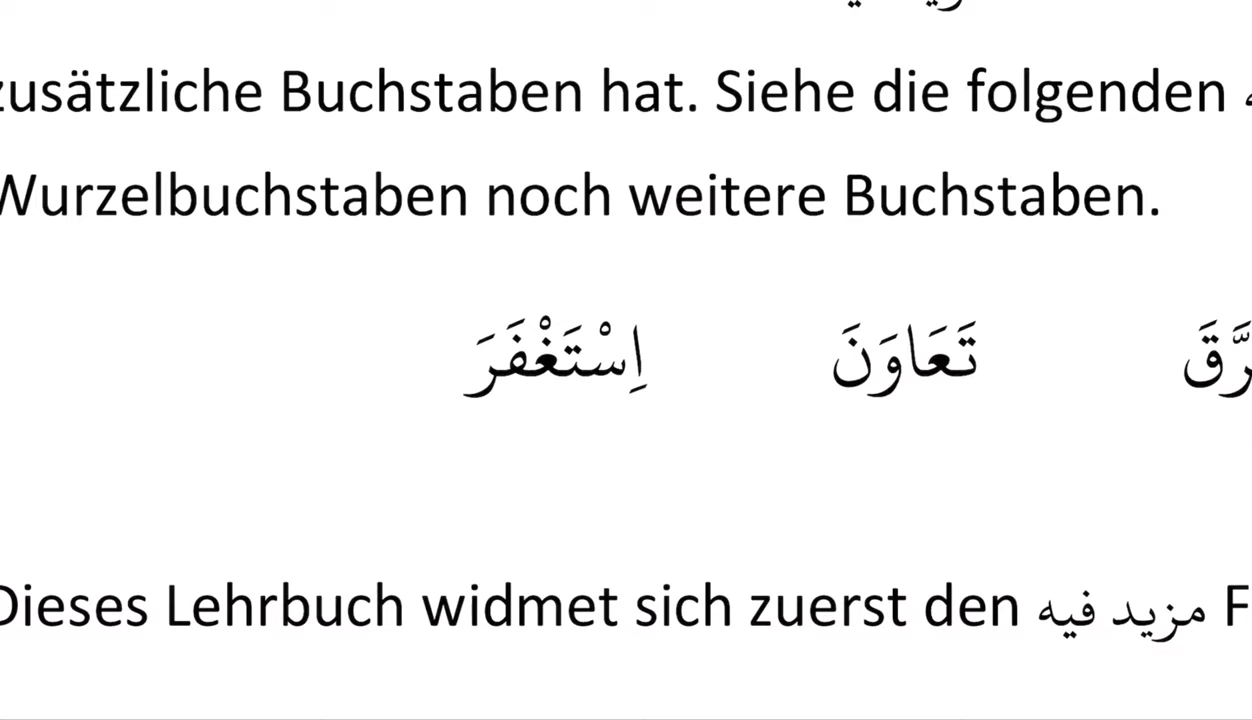 zusätzliche Buchstaben hat. Siehe die folgenden
Wurzelbuchstaben noch weitere Buchstaben.
تَعَاوَنَ اِسْتَغْفَرَ
Dieses Lehrbuch widmet sich zuerst den مزيد فيه F